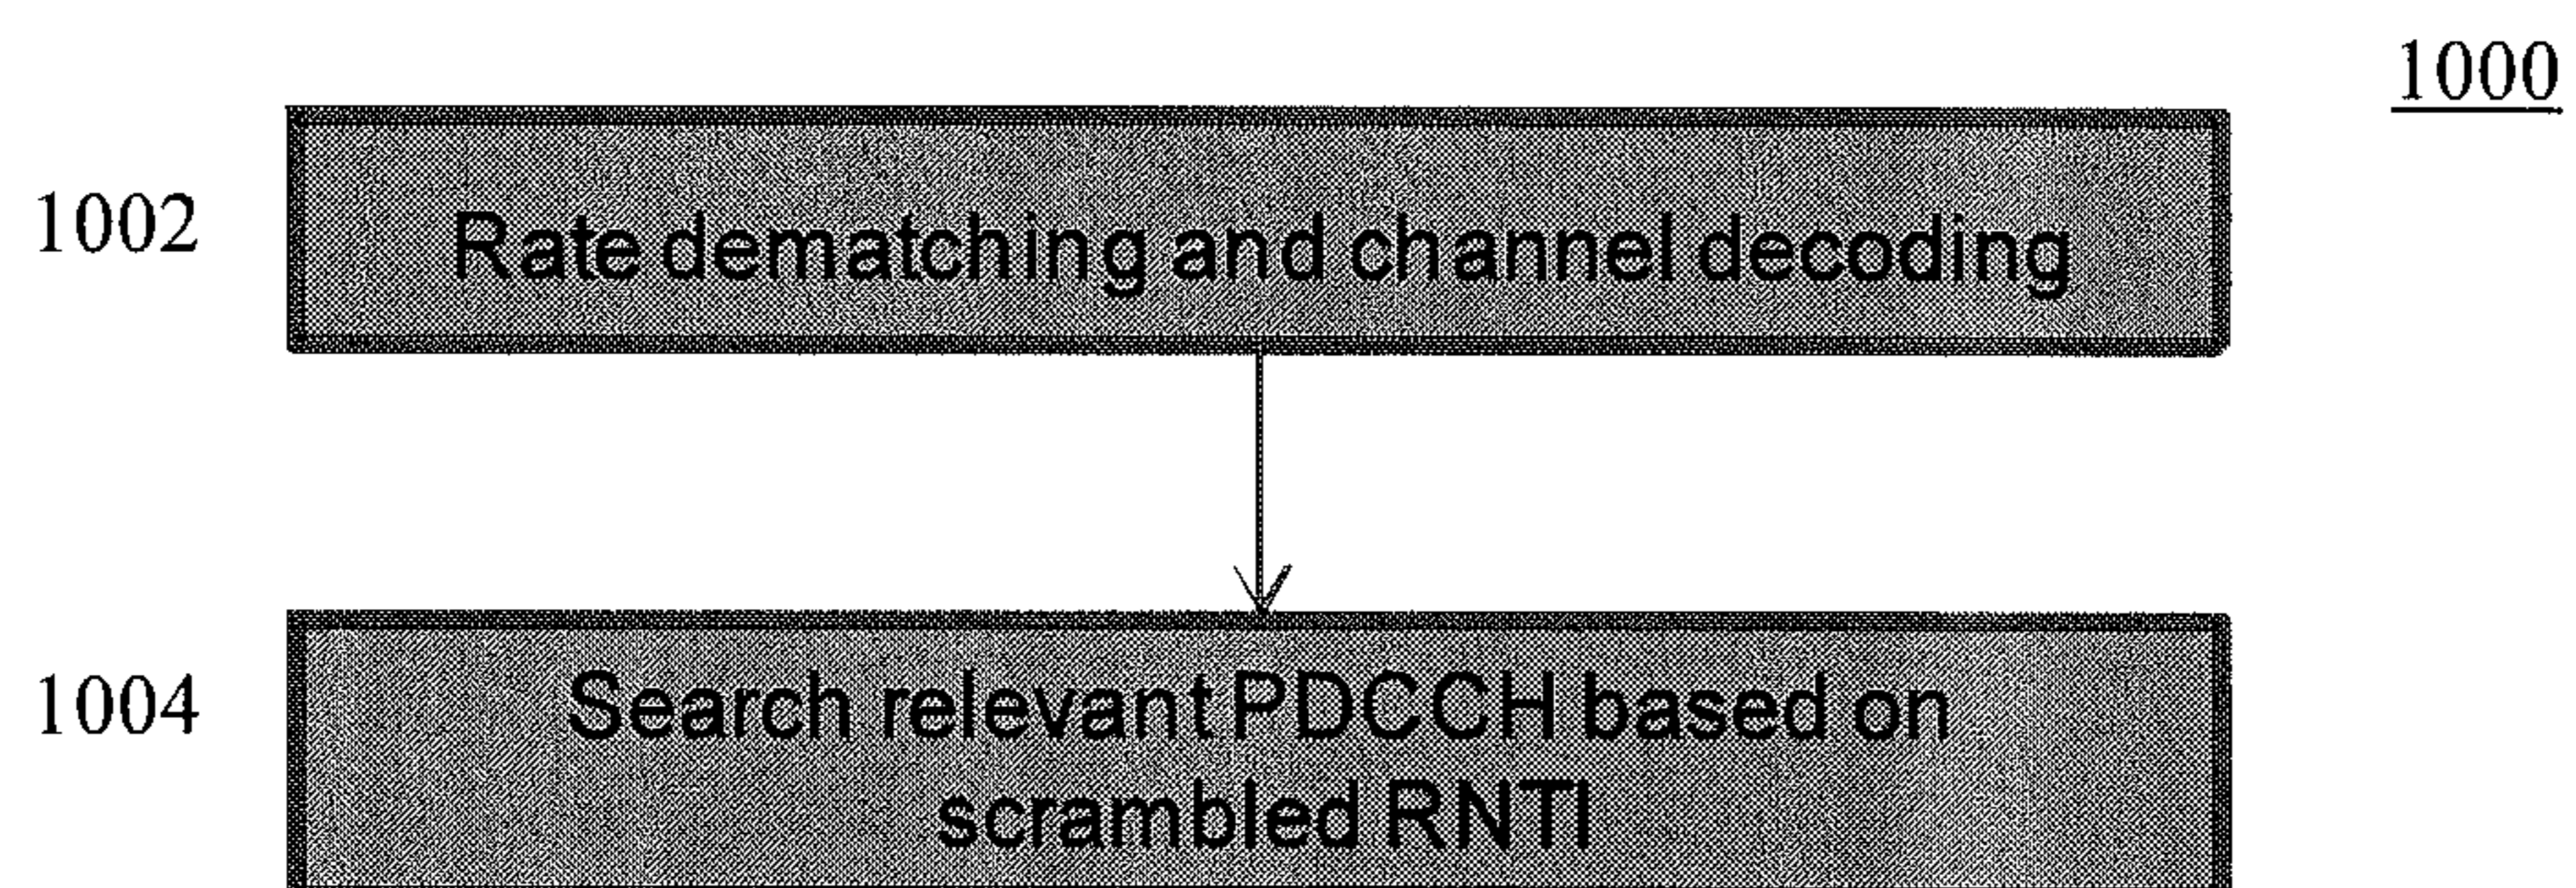 1000
1002
Rate dematching and channel decoding
1004
Search relevant PDCCH based on
scrambled RNTI